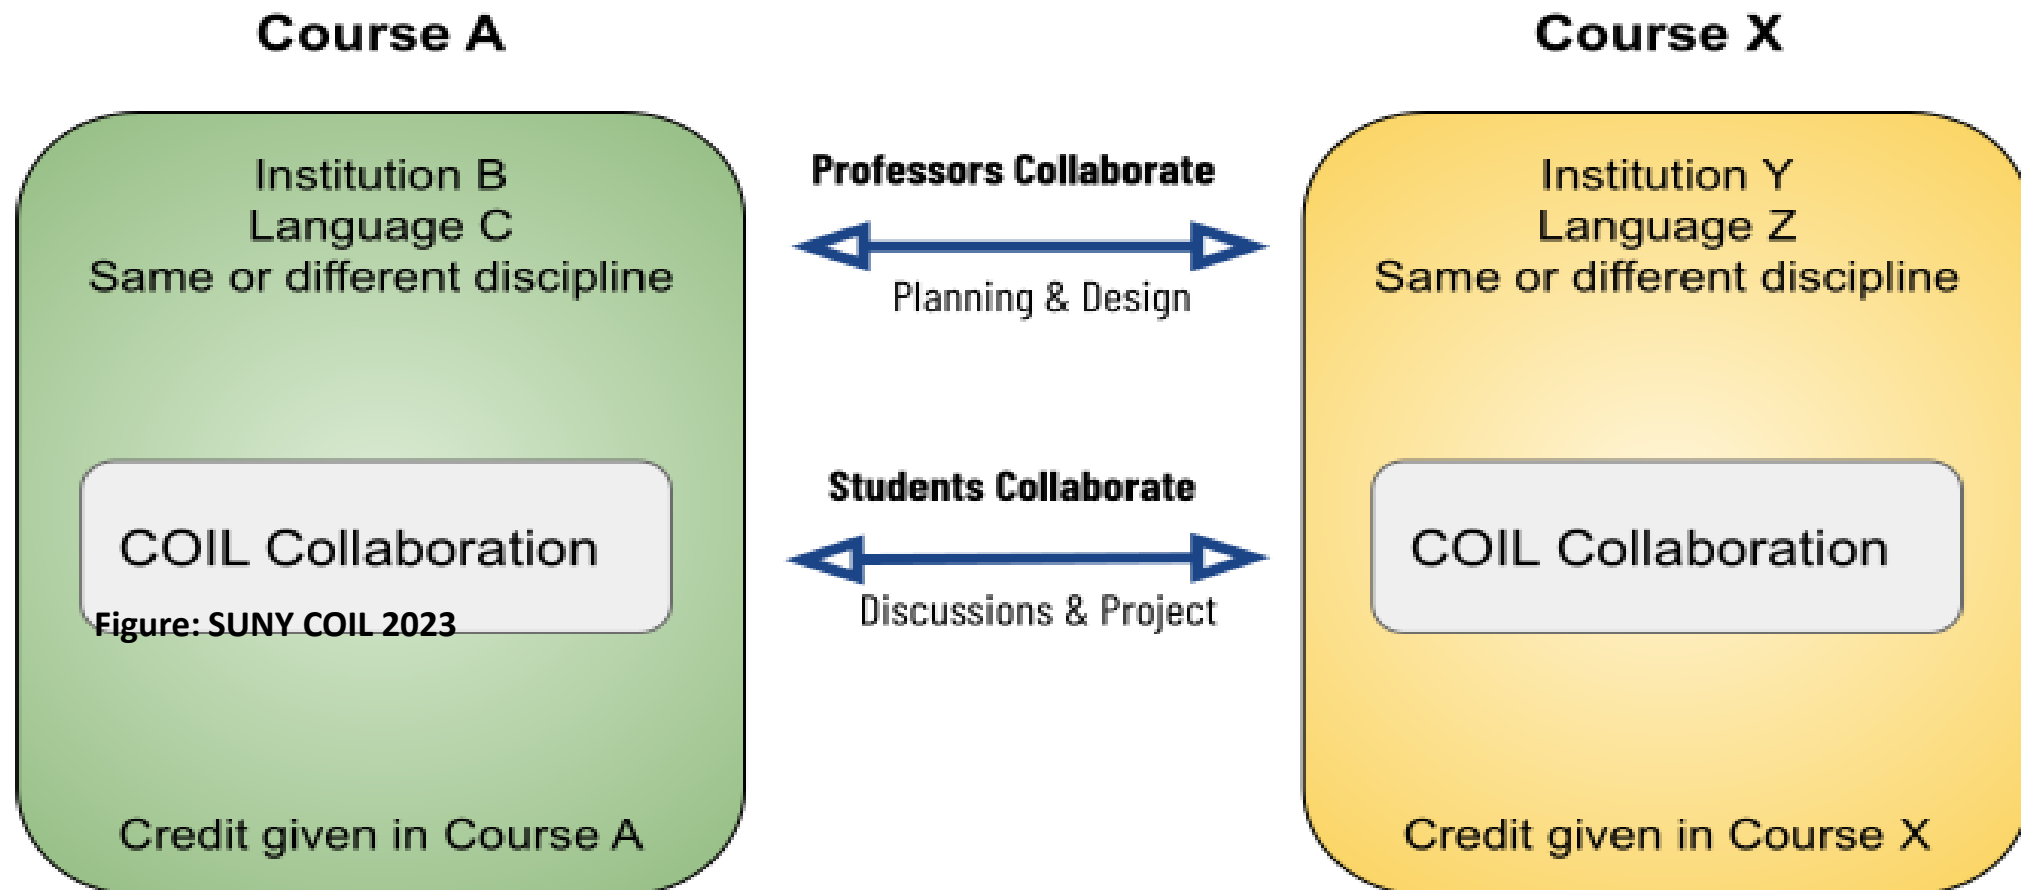 Course A
Institution B
Language C
Same or different discipline
COIL Collaboration
Figure: SUNY COIL 2023
Credit given in Course A
Professors Collaborate
Planning & Design
Students Collaborate
Discussions & Project
Course X
Institution Y
Language Z
Same or different discipline
COIL Collaboration
Credit given in Course X